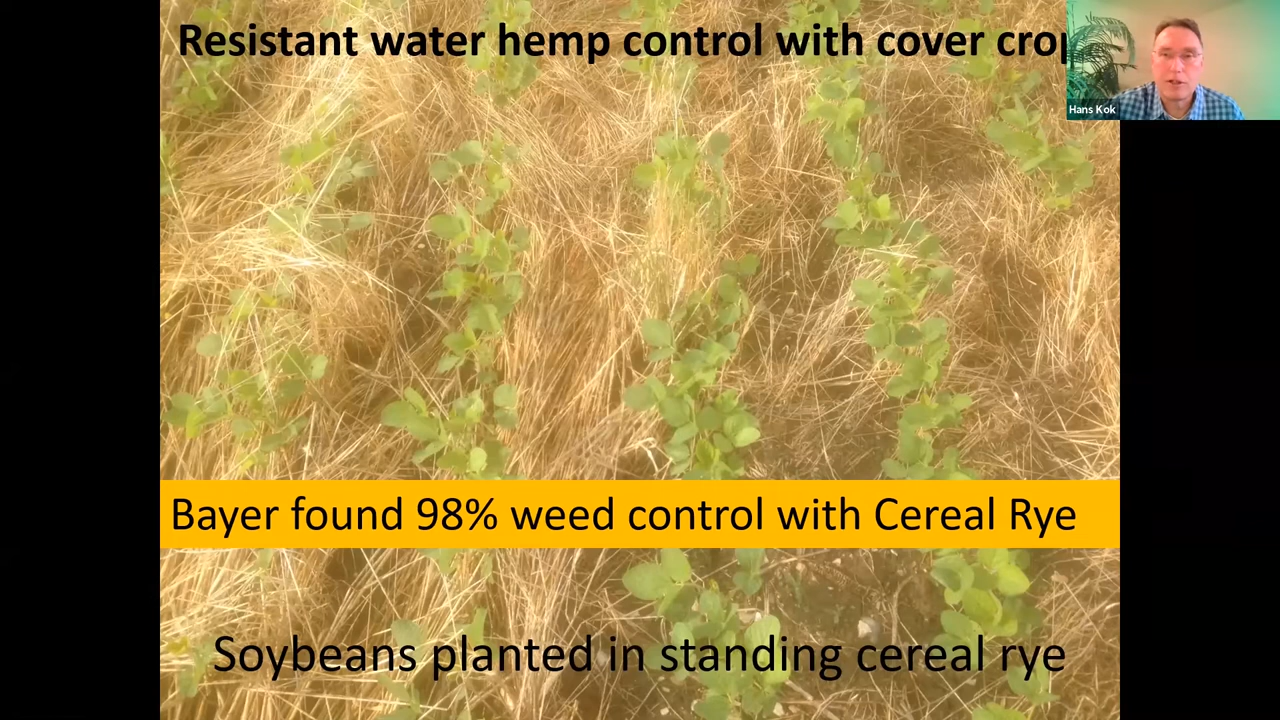 Resistant water hemp control with cover crop
Hans Kok
Bayer found 98% weed control with Cereal Rye
Soybeans planted in standing cereal rye